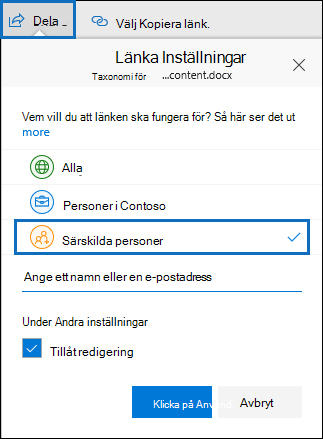 Dela ..
Välj Kopiera länk.
Länka Inställningar
Taxonomi för ...content.docx
Vem vill du att länken ska fungera för? Så här ser det ut
more
Alla
Personer i Contoso
Särskilda personer
Ange ett namn eller en e-postadress
Under Andra inställningar
Tillåt redigering
Klicka på Använd
Avbryt